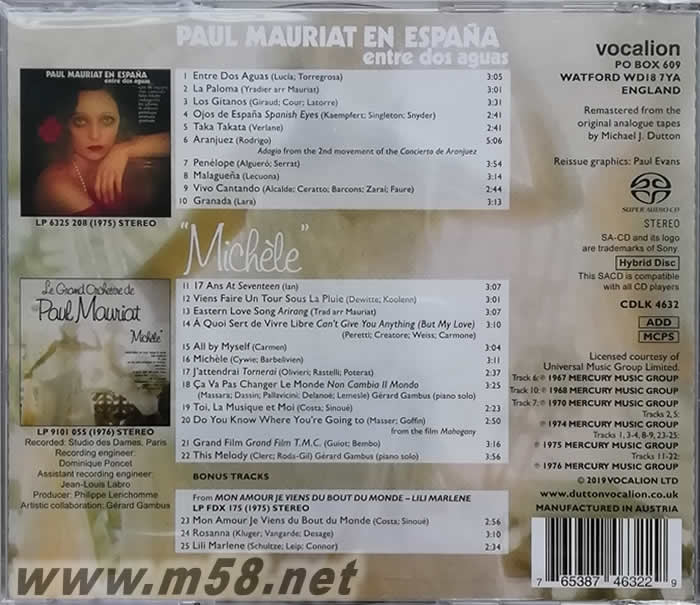 PAUL MAURIAT EN ESPAÑA
entre dos aguas
PAUL MAURIAT EN ESPAÑA
entre dos aguas
LP 6325 208 (1975) STEREO
1 Entre Dos Aguas (Lucía; Torregrosa) 3:05
2 La Paloma (Yradier arr Mauriat) 3:01
3 Los Gitanos (Giraud; Cour; Latorre) 3:31
4 Ojos de España Spanish Eyes (Kaempfert; Singleton; Snyder) 2:41
5 Taka Takata (Verlane) 2:41
6 Aranjuez (Rodrigo) 5:06
Adagio from the 2nd movement of the Concierto de Aranjuez
7 Penélope (Algueró; Serrat) 3:54
8 Malagueña (Lecuona) 3:14
9 Vivo Cantando (Alcalde; Ceratto; Barcons; Zaraí; Faure) 2:44
10 Granada (Lara) 3:13
"Michèle"
Le Grand Orchestre de
Paul Mauriat
"Michèle"
LP 9101 055 (1976) STEREO
11 17 Ans At Seventeen (Ian) 3:07
12 Viens Faire Un Tour Sous La Pluie (Dewitte; Koolenn) 3:07
13 Eastern Love Song Arirang (Trad arr Mauriat)
14 À Quoi Sert de Vivre Libre Can't Give You Anything (But My Love) 3:10
(Peretti; Creatore; Weiss; Carmone)
15 All by Myself (Carmen) 3:04
16 Michèle (Cywie; Barbelivien)
17 J'attendrai Tornerai (Olivieri; Rastelli; Poterat)
18 Ça Va Pas Changer Le Monde Non Cambia Il Mondo 3:25
(Massara; Dassin; Pallavicini; Delanoë; Lemesle) Gérard Gambus (piano solo)
19 Toi, La Musique et Moi (Costa; Sinoué) 2:23
20 Do You Know Where You're Going to (Masser; Goffin) 3:30
from the film Mahogany
21 Grand Film Grand Film T.M.C. (Guiot; Bembo) 3:16
22 This Melody (Clerc; Roda-Gil) Gérard Gambus (piano solo) 3:56
BONUS TRACKS
From MON AMOUR JE VIENS DU BOUT DU MONDE – LILI MARLENE
LP FDX 175 (1975) STEREO
23 Mon Amour Je Viens du Bout du Monde (Costa; Sinoué) 2:56
24 Rosanna (Kluger; Vangarde; Desage) 3:10
25 Lili Marlene (Schultze; Leip; Connor) 2:34
Recorded: Studio des Dames, Paris
Recording engineer:
Dominique Poncet
Assistant recording engineer:
Jean-Louis Labro
Producer: Philippe Lerichomme
Artistic collaboration: Gérard Gambus
vocalion
PO BOX 609
WATFORD WD18 7YA
ENGLAND
Remastered from the
original analogue tapes
by Michael J. Dutton
Reissue graphics: Paul Evans
SUPER AUDIO CD
STEREO
SA-CD and its logo
are trademarks of Sony.
Hybrid Disc
This SACD is compatible
with all CD players
CDLK 4632
ADD
MCPS
Licensed courtesy of
Universal Music Group Limited.
Track 6: ℗ 1967 MERCURY MUSIC GROUP
Track 10: ℗ 1968 MERCURY MUSIC GROUP
Track 7: ℗ 1970 MERCURY MUSIC GROUP
Tracks 2, 5:
℗ 1974 MERCURY MUSIC GROUP
Tracks 1, 3-4, 8-9, 23-25:
℗ 1975 MERCURY MUSIC GROUP
Tracks 11-22:
℗ 1976 MERCURY MUSIC GROUP
© 2019 VOCALION LTD
www.duttonvocalion.co.uk
MANUFACTURED IN AUSTRIA
7 65387 46322 9
www.m58.net